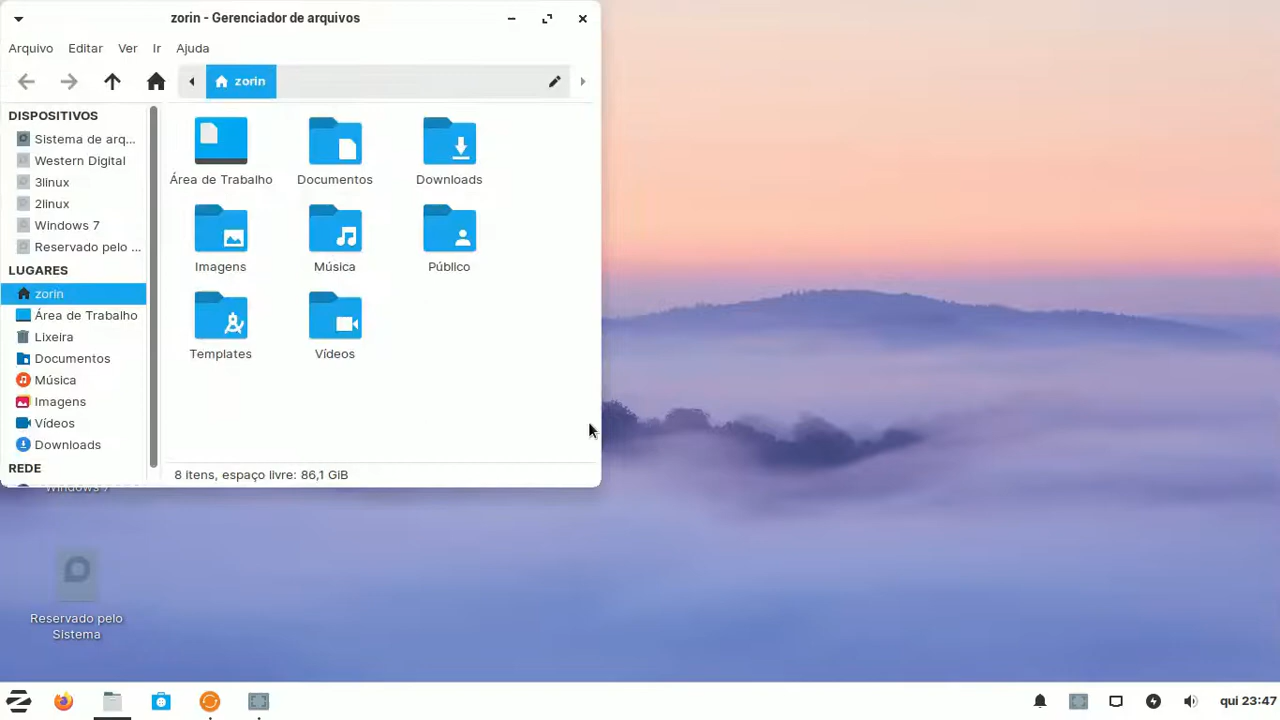 zorin - Gerenciador de arquivos
Arquivo Editar Ver Ir Ajuda
zorin
DISPOSITIVOS
Sistema de arq...
Western Digital
3linux
2linux
Windows 7
Reservado pelo ...
LUGARES
zorin
Área de Trabalho
Lixeira
Documentos
Música
Imagens
Vídeos
Downloads
REDE
Área de Trabalho Documentos Downloads
Imagens Música Público
Templates Vídeos
8 itens, espaço livre: 86,1 GiB
Windows 7
Reservado pelo
Sistema
qui 23:47